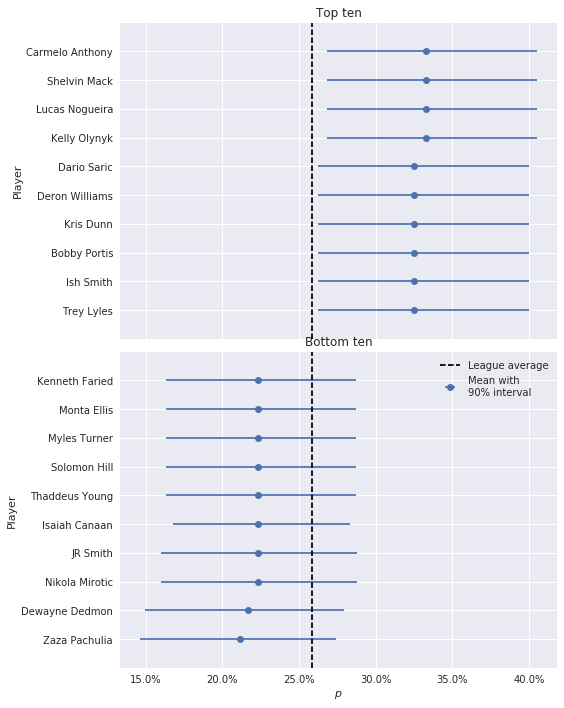 Top ten
Player
Carmelo Anthony
Shelvin Mack
Lucas Nogueira
Kelly Olynyk
Dario Saric
Deron Williams
Kris Dunn
Bobby Portis
Ish Smith
Trey Lyles
Bottom ten
Player
League average
Mean with
90% interval
Kenneth Faried
Monta Ellis
Myles Turner
Solomon Hill
Thaddeus Young
Isaiah Canaan
JR Smith
Nikola Mirotic
Dewayne Dedmon
Zaza Pachulia
15.0% 20.0% 25.0% 30.0% 35.0% 40.0%
p